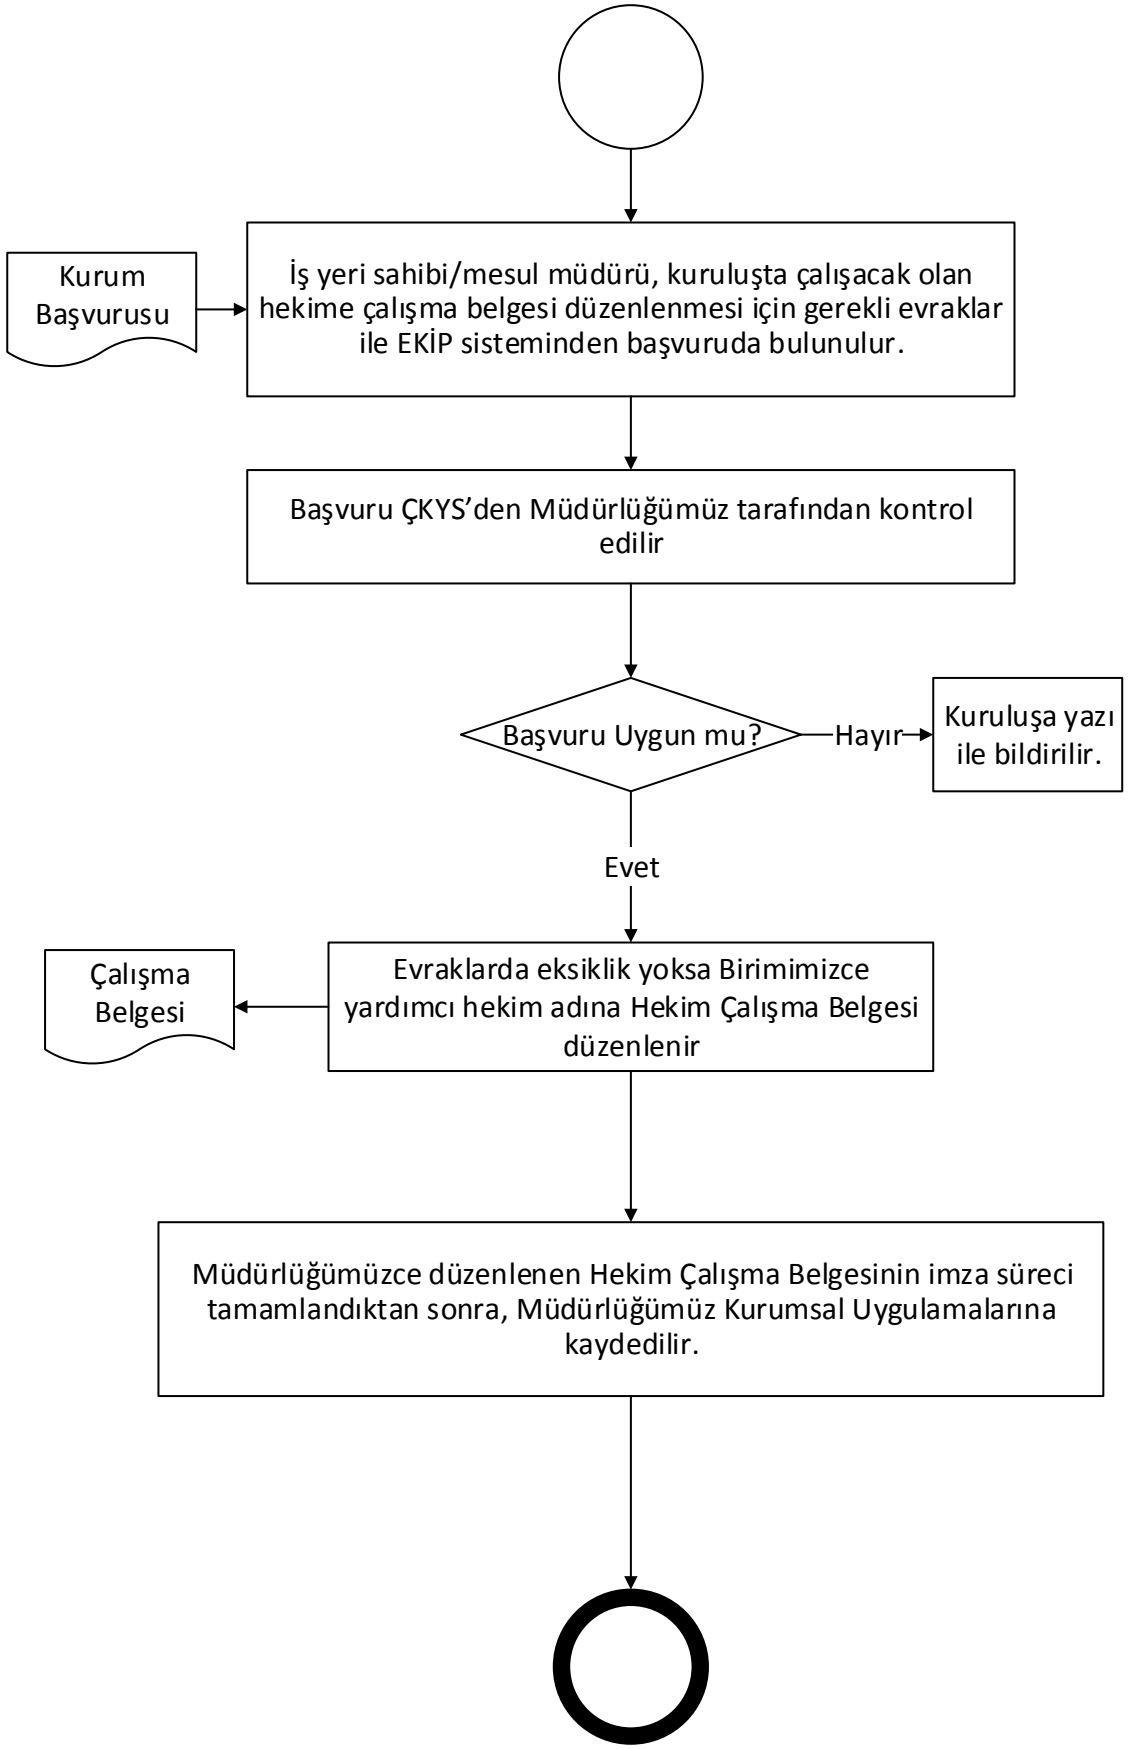 Kurum
Başvurusu
İş yeri sahibi/mesul müdürü, kuruluşta çalışacak olan
hekime çalışma belgesi düzenlenmesi için gerekli evraklar
ile EKİP sisteminden başvuruda bulunulur.
Başvuru ÇKYS’den Müdürlüğümüz tarafından kontrol
edilir
Başvuru Uygun mu?
Hayır
Kuruluşa yazı
ile bildirilir.
Evet
Çalışma
Belgesi
Evraklarda eksiklik yoksa Birimimizce
yardımcı hekim adına Hekim Çalışma Belgesi
düzenlenir
Müdürlüğümüzce düzenlenen Hekim Çalışma Belgesinin imza süreci
tamamlandıktan sonra, Müdürlüğümüz Kurumsal Uygulamalarına
kaydedilir.